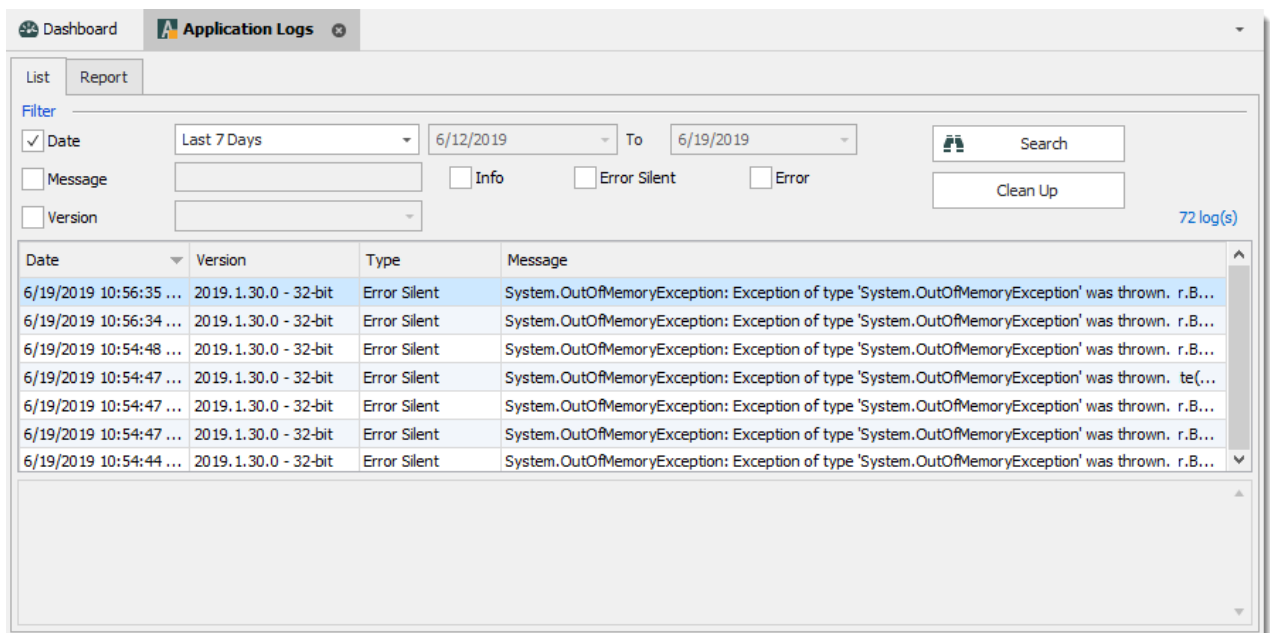 Dashboard Application Logs
List Report
Filter
Date Last 7 Days 6/12/2019 To 6/19/2019 Search
Message Info Error Silent Error Clean Up
Version
72 log(s)
Date Version Type Message
6/19/2019 10:56:35 ... 2019.1.30.0 - 32-bit Error Silent System.OutOfMemoryException: Exception of type 'System.OutOfMemoryException' was thrown. r.B...
6/19/2019 10:56:34 ... 2019.1.30.0 - 32-bit Error Silent System.OutOfMemoryException: Exception of type 'System.OutOfMemoryException' was thrown. r.B...
6/19/2019 10:54:48 ... 2019.1.30.0 - 32-bit Error Silent System.OutOfMemoryException: Exception of type 'System.OutOfMemoryException' was thrown. r.B...
6/19/2019 10:54:47 ... 2019.1.30.0 - 32-bit Error Silent System.OutOfMemoryException: Exception of type 'System.OutOfMemoryException' was thrown. te(...
6/19/2019 10:54:47 ... 2019.1.30.0 - 32-bit Error Silent System.OutOfMemoryException: Exception of type 'System.OutOfMemoryException' was thrown. r.B...
6/19/2019 10:54:47 ... 2019.1.30.0 - 32-bit Error Silent System.OutOfMemoryException: Exception of type 'System.OutOfMemoryException' was thrown. r.B...
6/19/2019 10:54:44 ... 2019.1.30.0 - 32-bit Error Silent System.OutOfMemoryException: Exception of type 'System.OutOfMemoryException' was thrown. r.B...